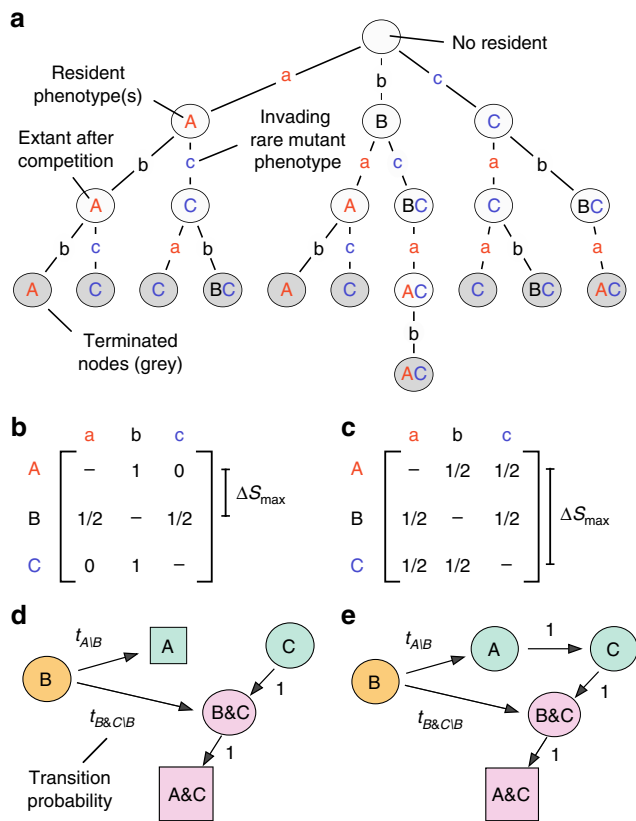 a
No resident
Resident
phenotype(s)
a
b
c
A
Invading
rare mutant
phenotype
B
C
Extant after
competition
b
c
a
c
a
b
A
C
A
BC
C
BC
b
c
a
b
b
c
a
a
b
a
A
C
C
BC
A
C
AC
C
BC
AC
Terminated
nodes (grey)
b
AC
b
a b c
A – 1 0
B 1/2 – 1/2
C 0 1 –
ΔSmax
c
a b c
A – 1/2 1/2
B 1/2 – 1/2
C 1/2 1/2 –
ΔSmax
d
tA\B
A
C
B
1
B&C
tB&C\B
1
Transition
probability
A&C
e
tA\B
1
A
C
B
1
B&C
tB&C\B
1
A&C